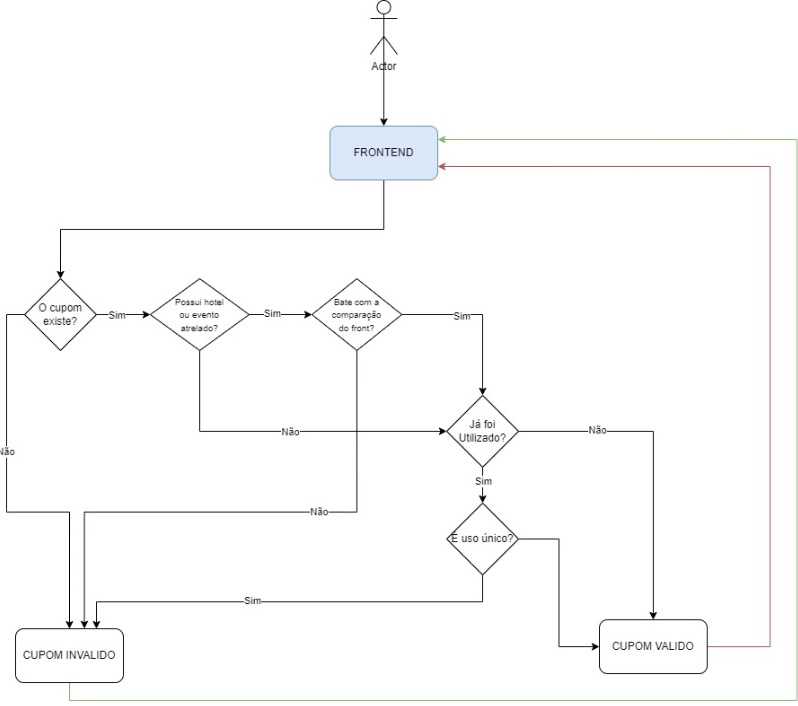 Actor
FRONTEND
O cupom
existe?
Sim
Possui hotel
ou evento
atrelado?
Sim
Bate com a
comparação
do front?
Sim
Não
Já foi
Utilizado?
Não
Não
Sim
Não
É uso único?
Sim
CUPOM INVALIDO
CUPOM VALIDO